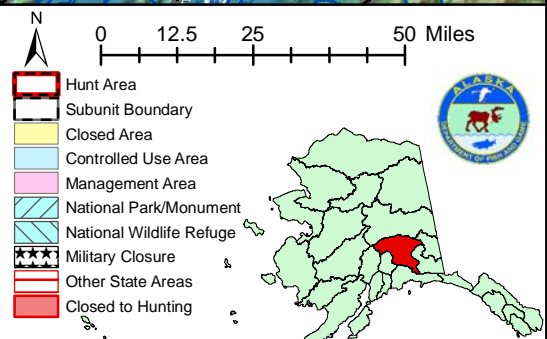 N
0 12.5 25 50 Miles
Hunt Area
Subunit Boundary
Closed Area
Controlled Use Area
Management Area
National Park/Monument
National Wildlife Refuge
Military Closure
Other State Areas
Closed to Hunting
ALASKA
DEPARTMENT OF FISH AND GAME